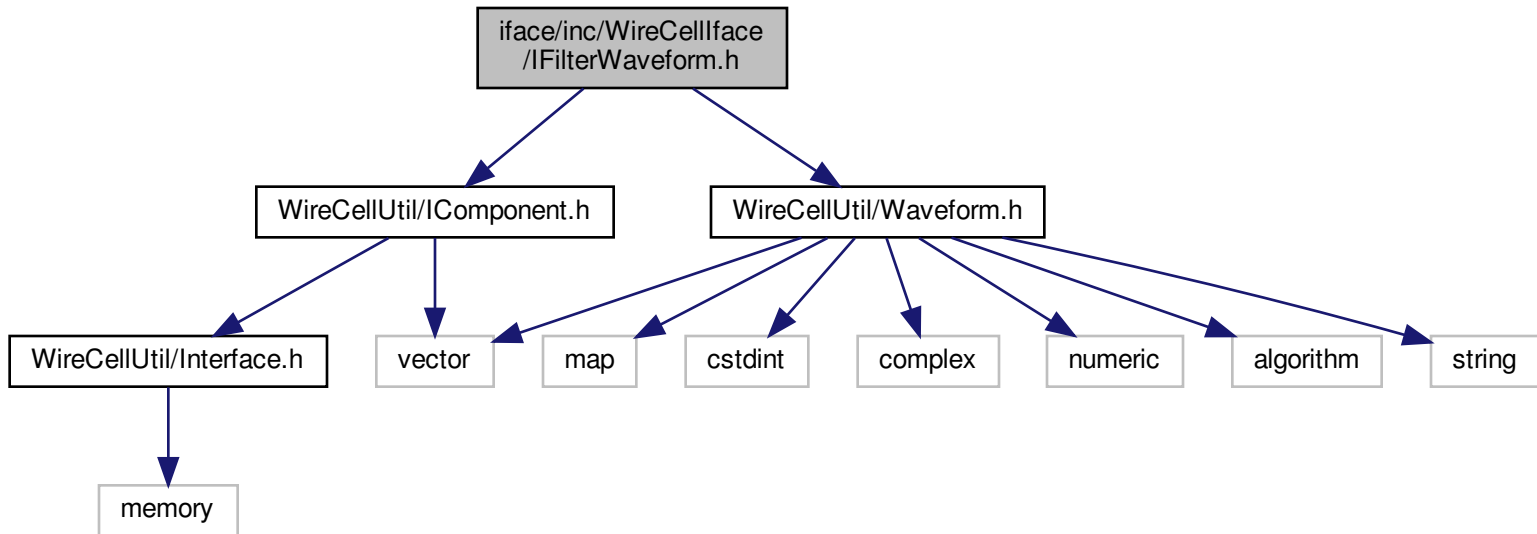 iface/inc/WireCellIface
/IFilterWaveform.h
WireCellUtil/IComponent.h
WireCellUtil/Waveform.h
WireCellUtil/Interface.h
vector
map
cstdint
complex
numeric
algorithm
string
memory